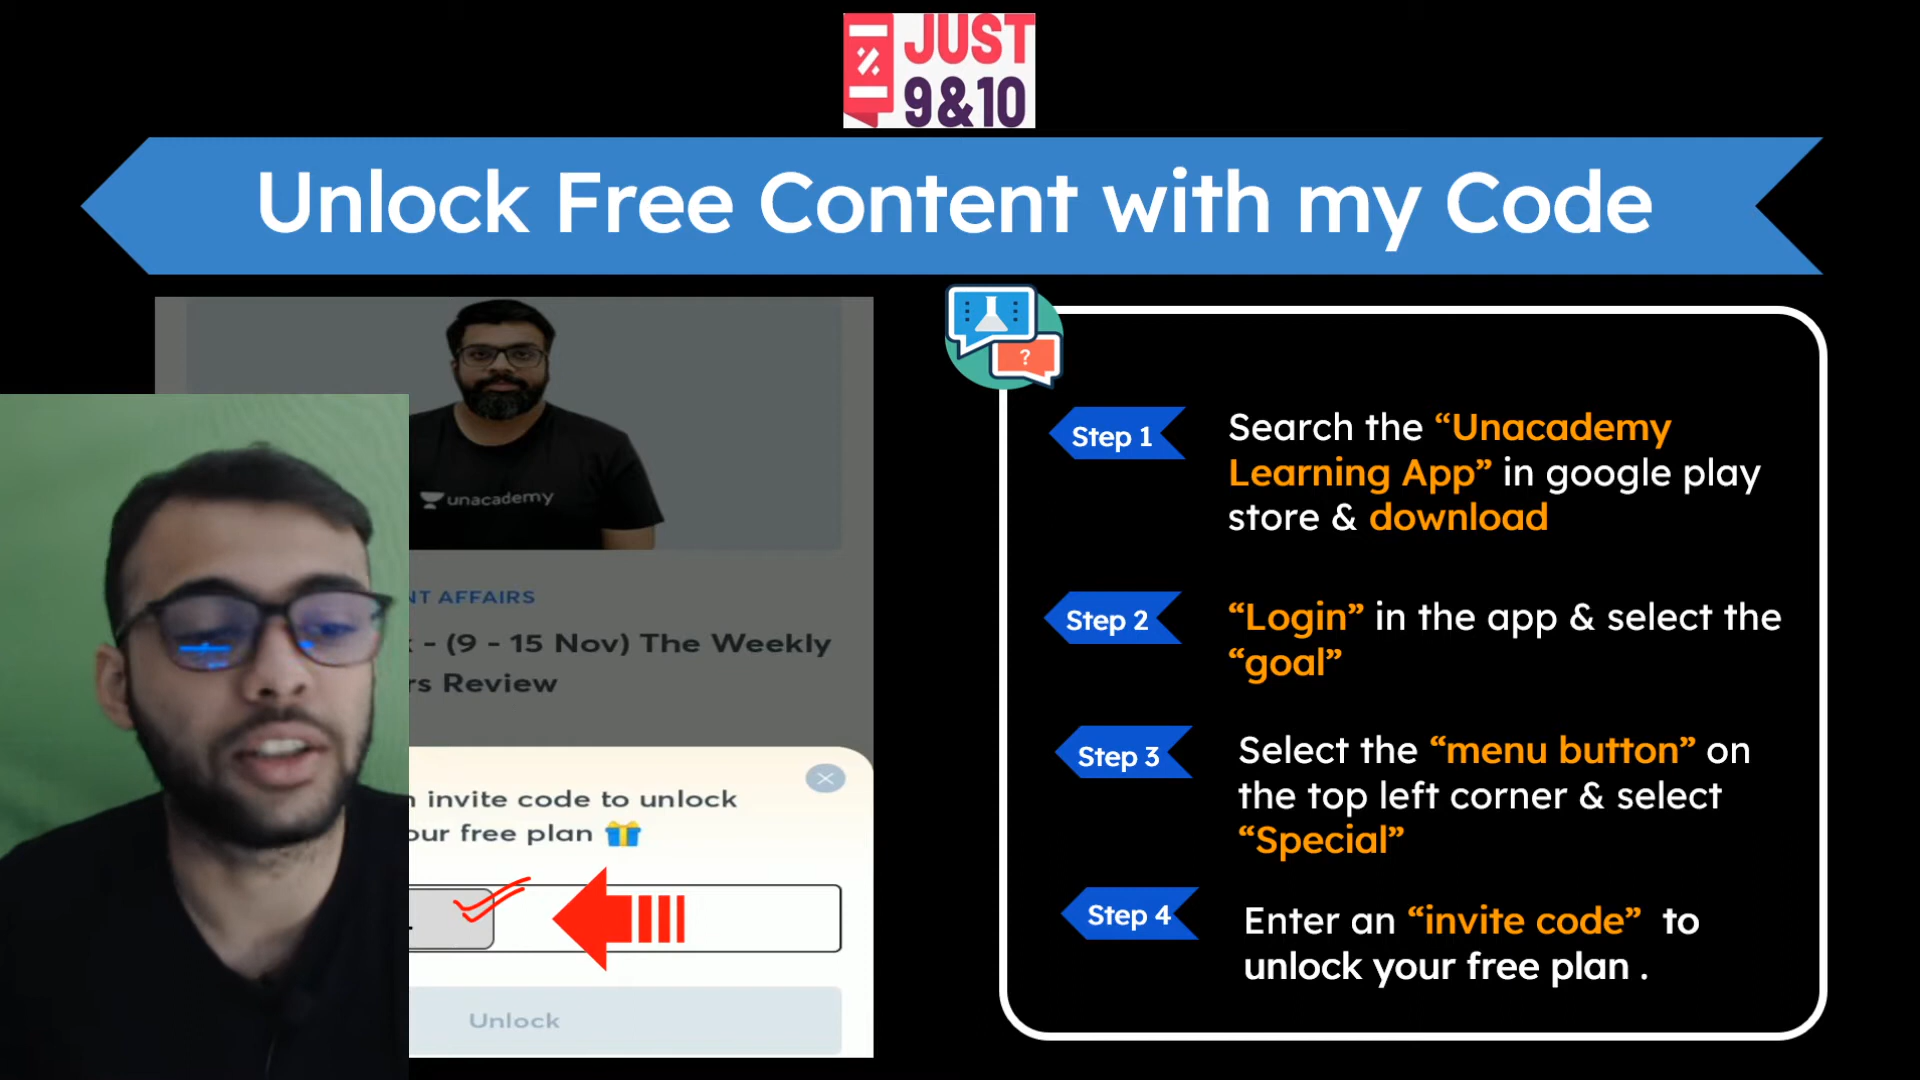 JUST
9&10
Unlock Free Content with my Code
unacademy
AFFAIRS
- (9 - 15 Nov) The Weekly
Review
invite code to unlock
free plan
Unlock
?
Step 1
Search the “Unacademy
Learning App” in google play
store & download
Step 2
“Login” in the app & select the
“goal”
Step 3
Select the “menu button” on
the top left corner & select
“Special”
Step 4
Enter an “invite code” to
unlock your free plan .